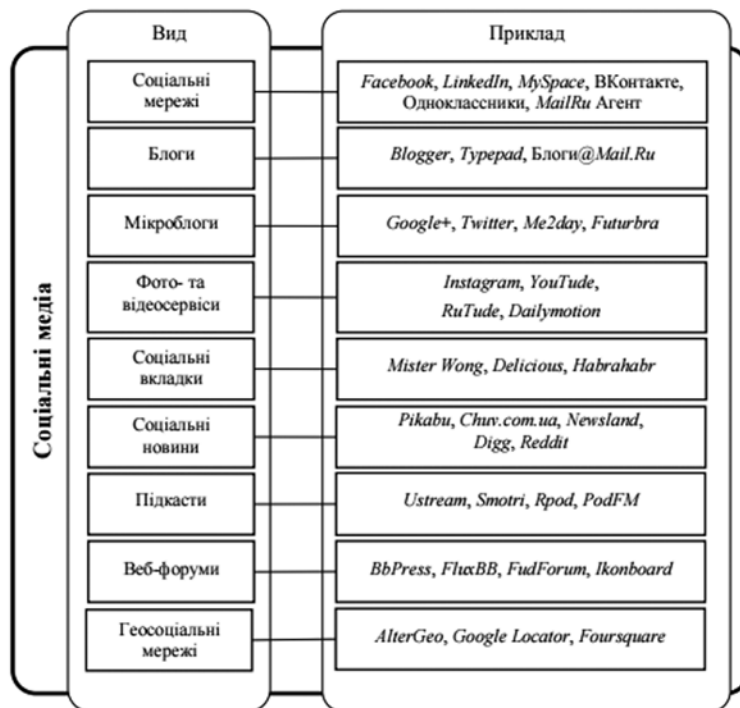 Вид
Приклад
Соціальні медіа
Соціальні
мережі
Facebook, LinkedIn, MySpace, ВКонтакте,
Одноклассники, MailRu Агент
Блоги
Blogger, Typepad, Блоги@Mail.Ru
Мікроблоги
Google+, Twitter, Me2day, Futurbra
Фото- та
відеосервіси
Instagram, YouTude,
RuTude, Dailymotion
Соціальні
вкладки
Mister Wong, Delicious, Habrahabr
Соціальні
новини
Pikabu, Chuv.com.ua, Newsland,
Digg, Reddit
Підкасти
Ustream, Smotri, Rpod, PodFM
Веб-форуми
BbPress, FluxBB, FudForum, Ikonboard
Геосоціальні
мережі
AlterGeo, Google Locator, Foursquare